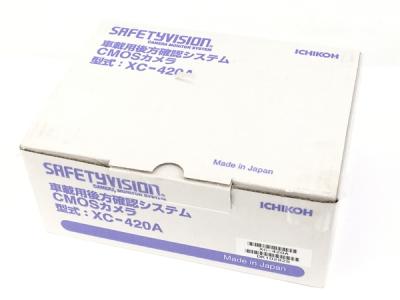 SAFETYVISION
CAMERA MONITOR SYSTEM
車載用後方確認システム
CMOSカメラ
型式：XC-420A
ICHIKOH
Made in Japan
SAFETYVISION
CAMERA MONITOR SYSTEM
車載用後方確認システム
CMOSカメラ
型式：XC-420A
ICHIKOH
XC-420A
Made in Japan